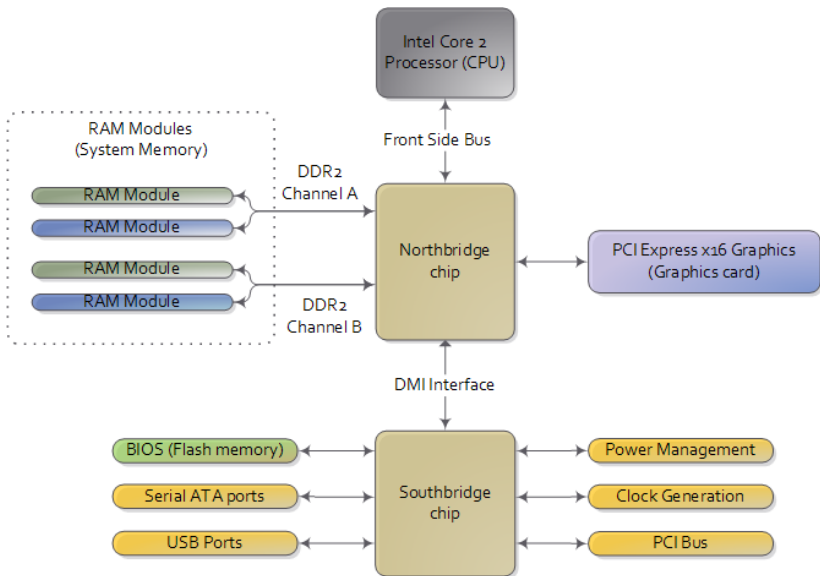 Intel Core 2
Processor (CPU)
Front Side Bus
RAM Modules
(System Memory)
RAM Module
RAM Module
RAM Module
RAM Module
DDR2
Channel A
DDR2
Channel B
Northbridge
chip
PCI Express x16 Graphics
(Graphics card)
DMI Interface
BIOS (Flash memory)
Serial ATA ports
USB Ports
Southbridge
chip
Power Management
Clock Generation
PCI Bus